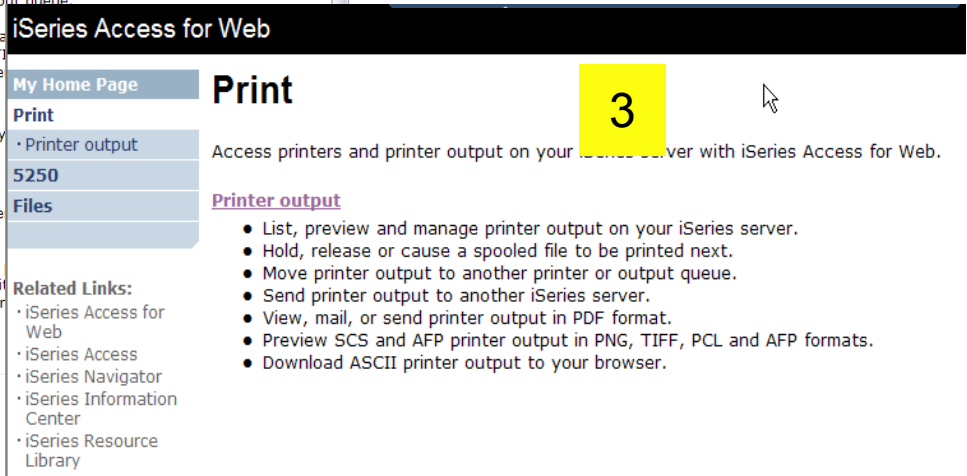 out queue.
iSeries Access for Web
My Home Page
Print
· Printer output
5250
Files
Related Links:
· iSeries Access for
Web
· iSeries Access
· iSeries Navigator
· iSeries Information
Center
· iSeries Resource
Library
Print
3
Access printers and printer output on your iSeries server with iSeries Access for Web.
Printer output
● List, preview and manage printer output on your iSeries server.
● Hold, release or cause a spooled file to be printed next.
● Move printer output to another printer or output queue.
● Send printer output to another iSeries server.
● View, mail, or send printer output in PDF format.
● Preview SCS and AFP printer output in PNG, TIFF, PCL and AFP formats.
● Download ASCII printer output to your browser.